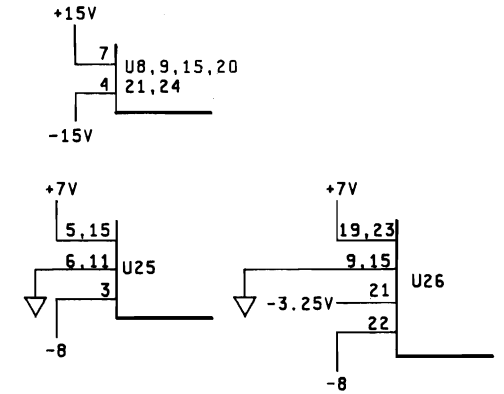 +15V
7
U8,9,15,20
4
21,24
-15V
+7V
5,15
6,11
U25
3
-8
+7V
19,23
9,15
U26
21
-3.25V
22
-8